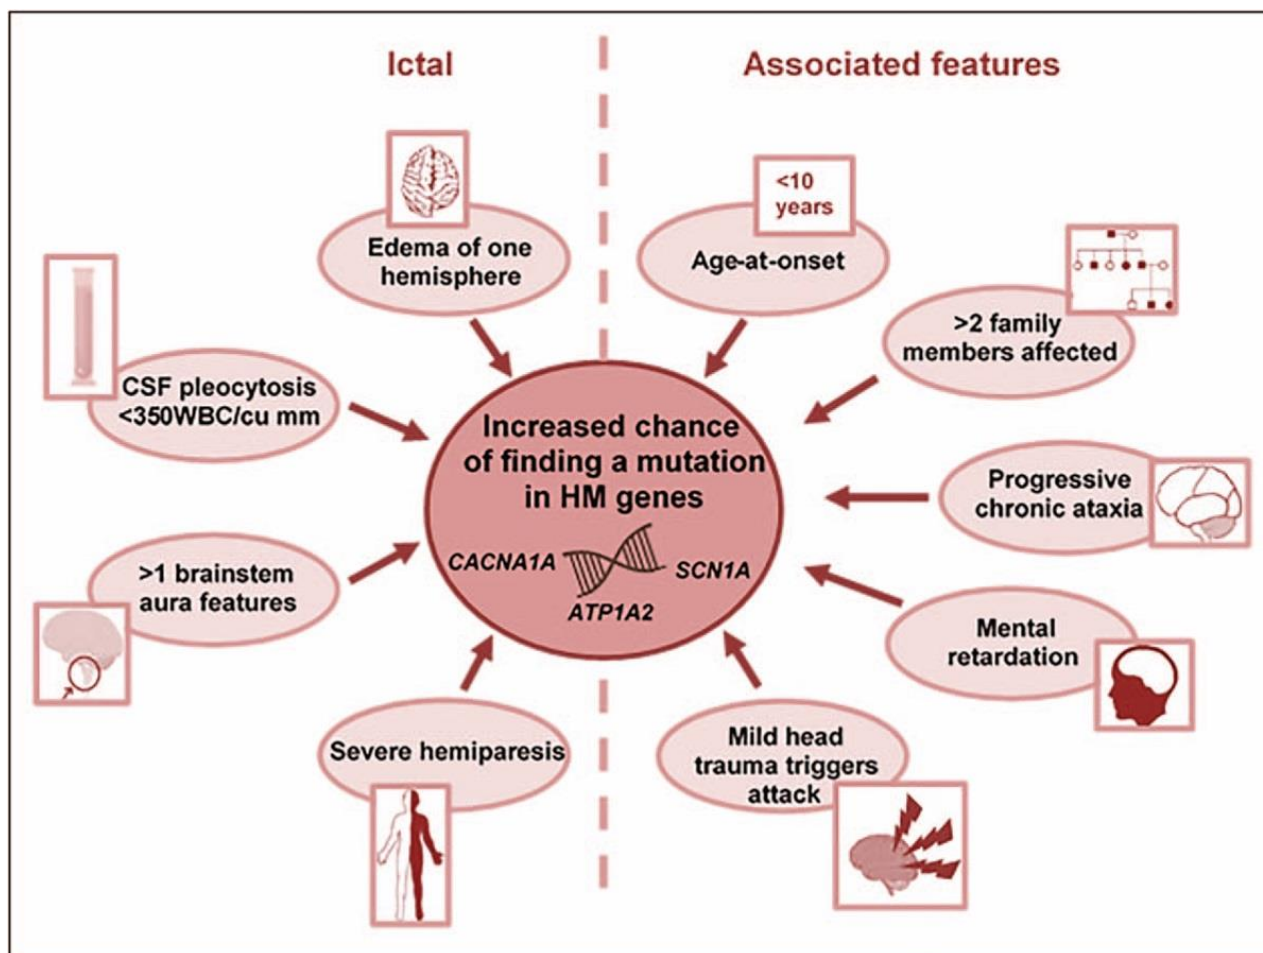 Ictal
Associated features
Edema of one
hemisphere
<10
years
Age-at-onset
>2 family
members affected
CSF pleocytosis
<350WBC/cu mm
Increased chance
of finding a mutation
in HM genes
CACNA1A
SCN1A
ATP1A2
Progressive
chronic ataxia
>1 brainstem
aura features
Mental
retardation
Severe hemiparesis
Mild head
trauma triggers
attack